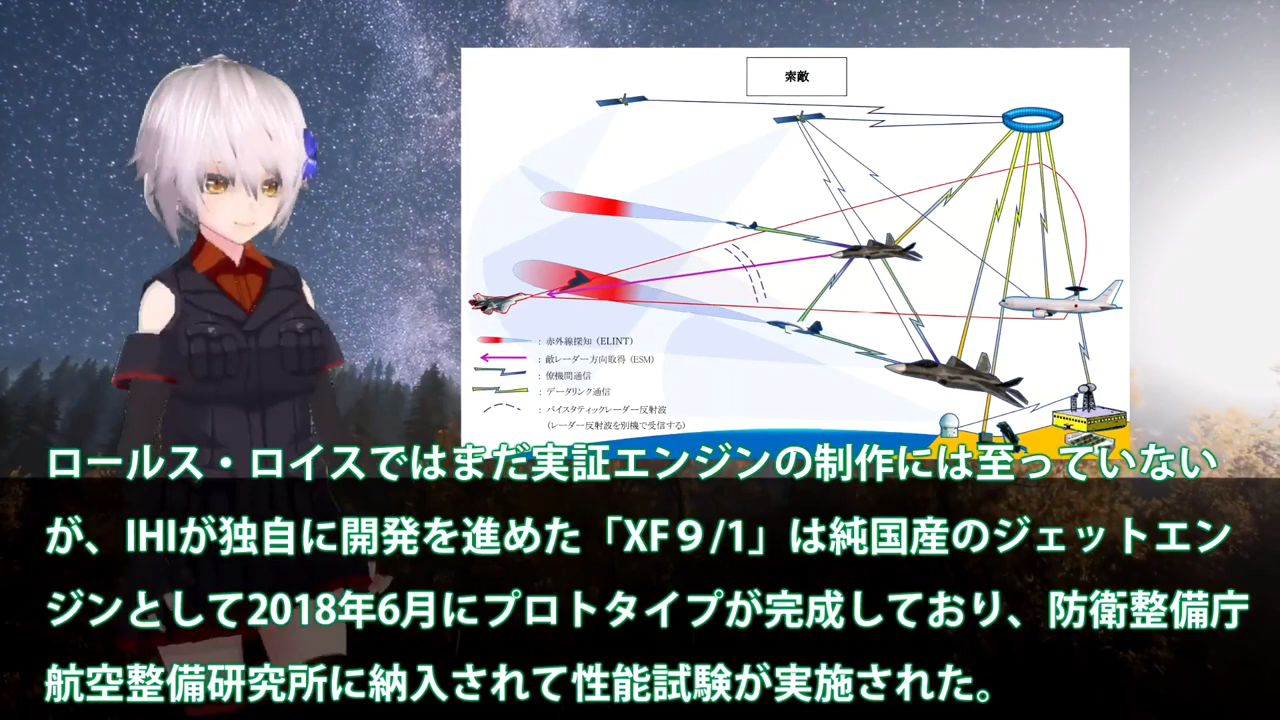 索敵
：赤外線探知（ELINT）
：敵レーダー方向取得（ESM）
：僚機間通信
：データリンク通信
：バイスタティックレーダー反射波
（レーダー反射波を別機で受信する）
ロールス・ロイスではまだ実証エンジンの制作には至っていない
が、IHIが独自に開発を進めた「XF９/1」は純国産のジェットエン
ジンとして2018年6月にプロトタイプが完成しており、防衛整備庁
航空整備研究所に納入されて性能試験が実施された。